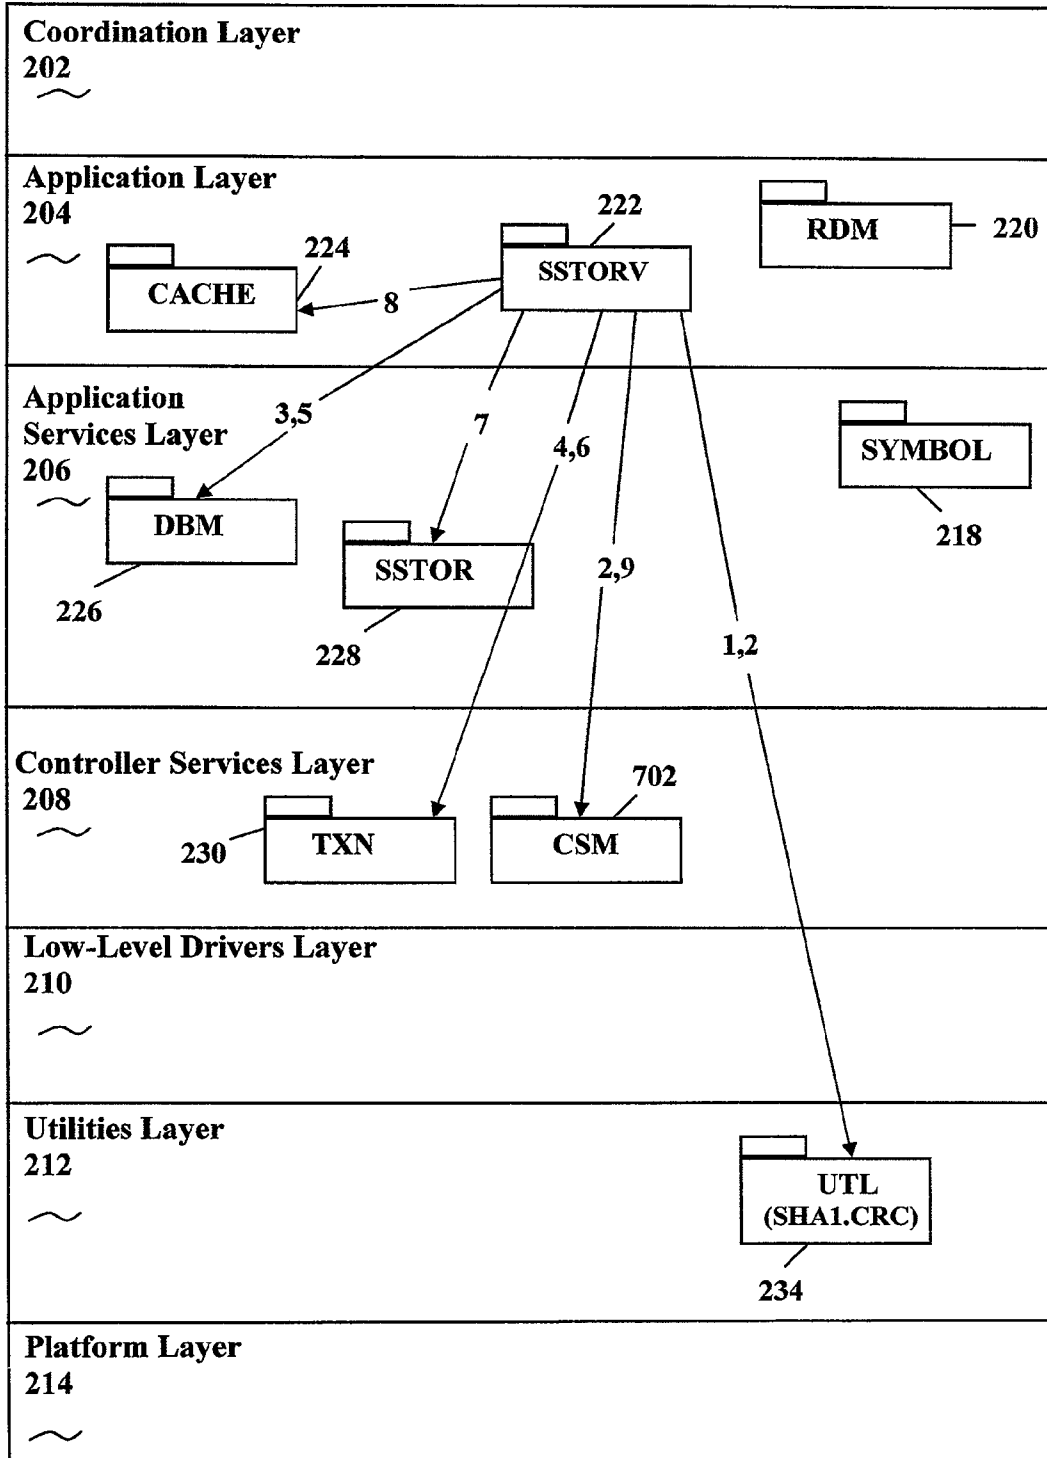 Coordination Layer
202
Application Layer
204
222
RDM
220
224
SSTORV
CACHE
8
Application
Services Layer
206
3,5
7
4,6
SYMBOL
218
DBM
226
SSTOR
228
2,9
1,2
Controller Services Layer
208
702
230
TXN
CSM
Low-Level Drivers Layer
210
Utilities Layer
212
UTL
(SHA1.CRC)
234
Platform Layer
214